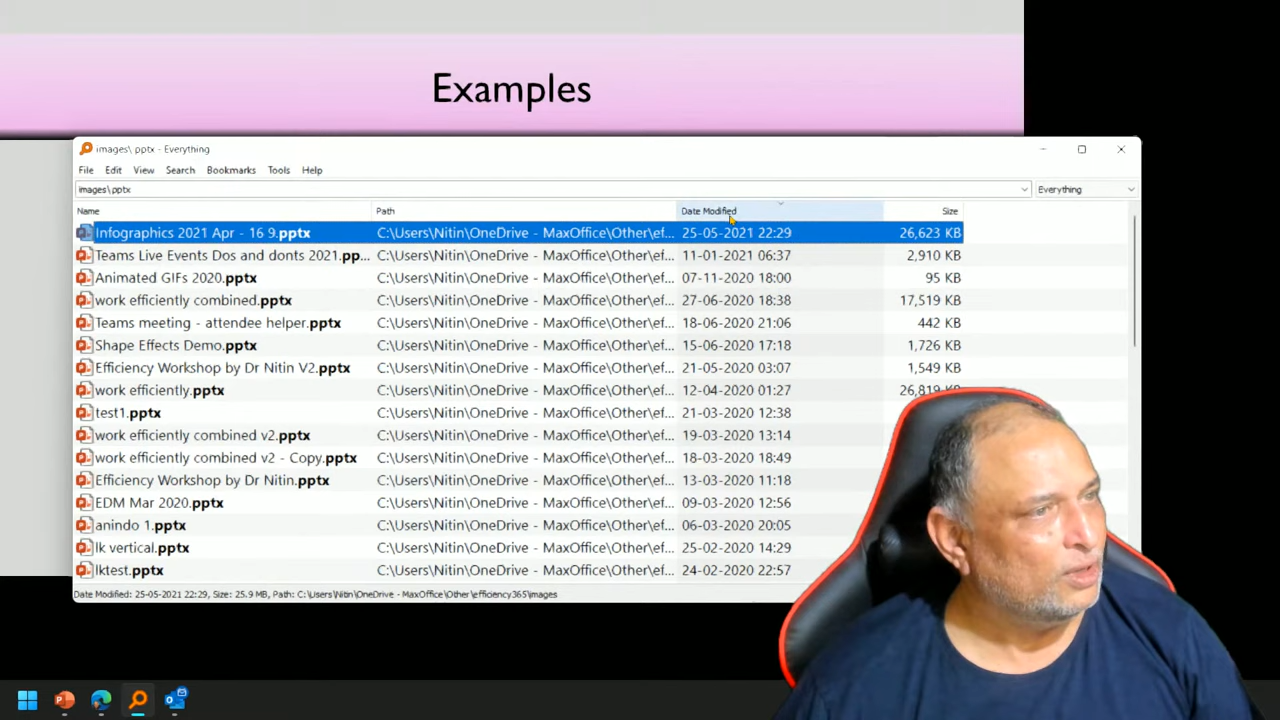 Examples
images\ pptx - Everything
File Edit View Search Bookmarks Tools Help
images\ pptx Everything
Name Path Date Modified Size
Infographics 2021 Apr - 16 9.pptx C:\Users\Nitin\OneDrive - MaxOffice\Other\ef... 25-05-2021 22:29 26,623 KB
Teams Live Events Dos and donts 2021.pp... C:\Users\Nitin\OneDrive - MaxOffice\Other\ef... 11-01-2021 06:37 2,910 KB
Animated GIFs 2020.pptx C:\Users\Nitin\OneDrive - MaxOffice\Other\ef... 07-11-2020 18:00 95 KB
work efficiently combined.pptx C:\Users\Nitin\OneDrive - MaxOffice\Other\ef... 27-06-2020 18:38 17,519 KB
Teams meeting - attendee helper.pptx C:\Users\Nitin\OneDrive - MaxOffice\Other\ef... 18-06-2020 21:06 442 KB
Shape Effects Demo.pptx C:\Users\Nitin\OneDrive - MaxOffice\Other\ef... 15-06-2020 17:18 1,726 KB
Efficiency Workshop by Dr Nitin V2.pptx C:\Users\Nitin\OneDrive - MaxOffice\Other\ef... 21-05-2020 03:07 1,549 KB
work efficiently.pptx C:\Users\Nitin\OneDrive - MaxOffice\Other\ef... 12-04-2020 01:27 26,819 KB
test1.pptx C:\Users\Nitin\OneDrive - MaxOffice\Other\ef... 21-03-2020 12:38
work efficiently combined v2.pptx C:\Users\Nitin\OneDrive - MaxOffice\Other\ef... 19-03-2020 13:14
work efficiently combined v2 - Copy.pptx C:\Users\Nitin\OneDrive - MaxOffice\Other\ef... 18-03-2020 18:49
Efficiency Workshop by Dr Nitin.pptx C:\Users\Nitin\OneDrive - MaxOffice\Other\ef... 13-03-2020 11:18
EDM Mar 2020.pptx C:\Users\Nitin\OneDrive - MaxOffice\Other\ef... 09-03-2020 12:56
anindo 1.pptx C:\Users\Nitin\OneDrive - MaxOffice\Other\ef... 06-03-2020 20:05
lk vertical.pptx C:\Users\Nitin\OneDrive - MaxOffice\Other\ef... 25-02-2020 14:29
lktest.pptx C:\Users\Nitin\OneDrive - MaxOffice\Other\ef... 24-02-2020 22:57
Date Modified: 25-05-2021 22:29, Size: 25.9 MB, Path: C:\Users\Nitin\OneDrive - MaxOffice\Other\efficiency365\images